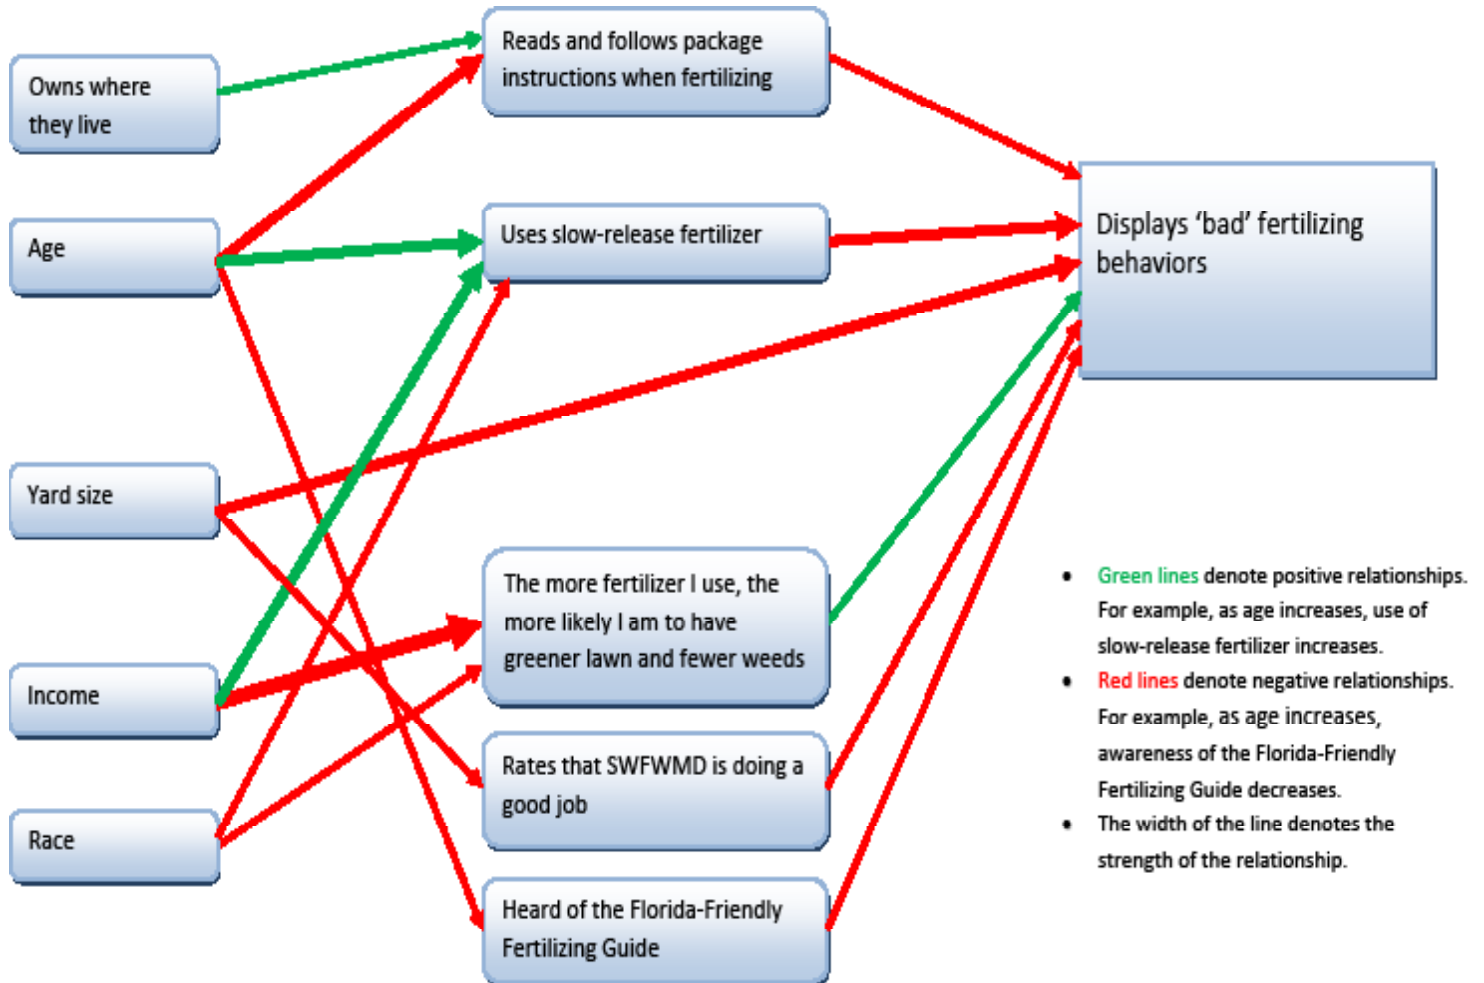 Owns where
they live
Age
Yard size
Income
Race
Reads and follows package
instructions when fertilizing
Uses slow-release fertilizer
The more fertilizer I use, the
more likely I am to have
greener lawn and fewer weeds
Rates that SWFWMD is doing a
good job
Heard of the Florida-Friendly
Fertilizing Guide
Displays ‘bad’ fertilizing
behaviors
• Green lines denote positive relationships.
For example, as age increases, use of
slow-release fertilizer increases.
• Red lines denote negative relationships.
For example, as age increases,
awareness of the Florida-Friendly
Fertilizing Guide decreases.
• The width of the line denotes the
strength of the relationship.